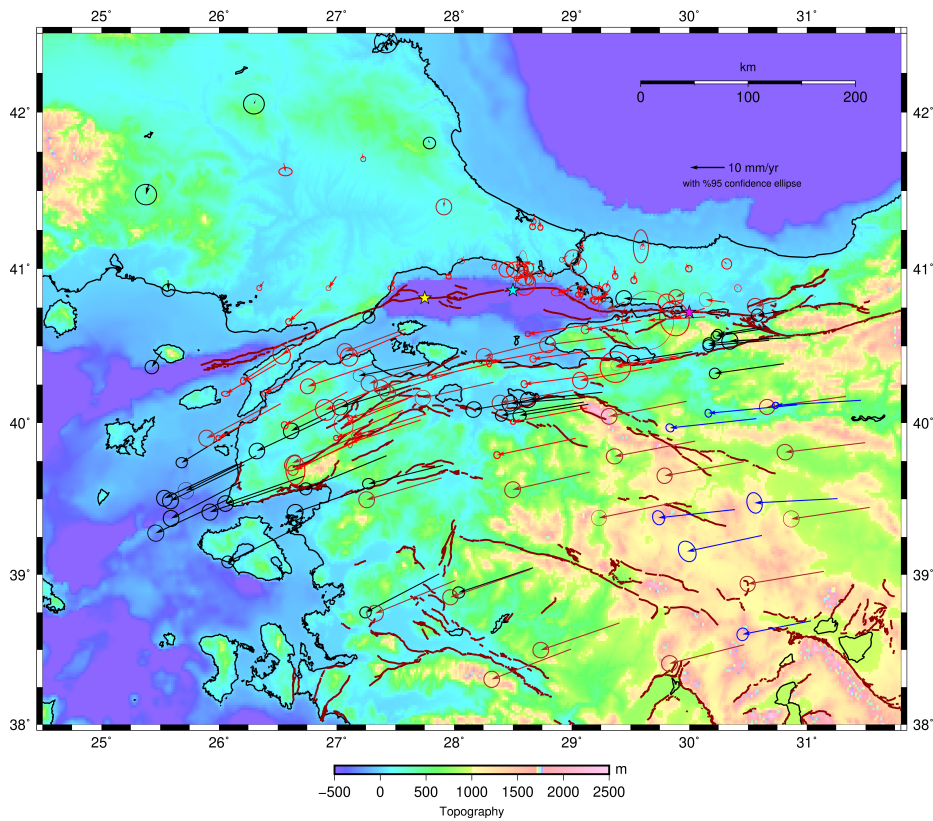 25˚ 26˚ 27˚ 28˚ 29˚ 30˚ 31˚
km
0 100 200
42˚ 42˚
10 mm/yr
with %95 confidence ellipse
41˚ 41˚
40˚ 40˚
39˚ 39˚
38˚ 38˚
25˚ 26˚ 27˚ 28˚ 29˚ 30˚ 31˚
m
−500 0 500 1000 1500 2000 2500
Topography